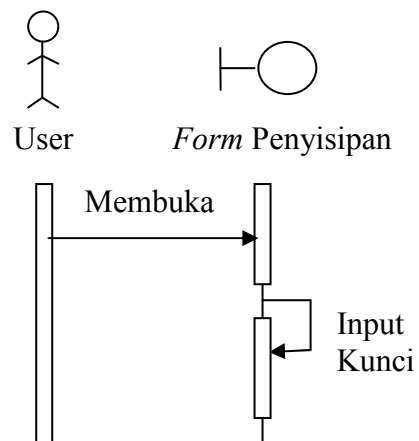 User
Form Penyisipan
Membuka
Input
Kunci